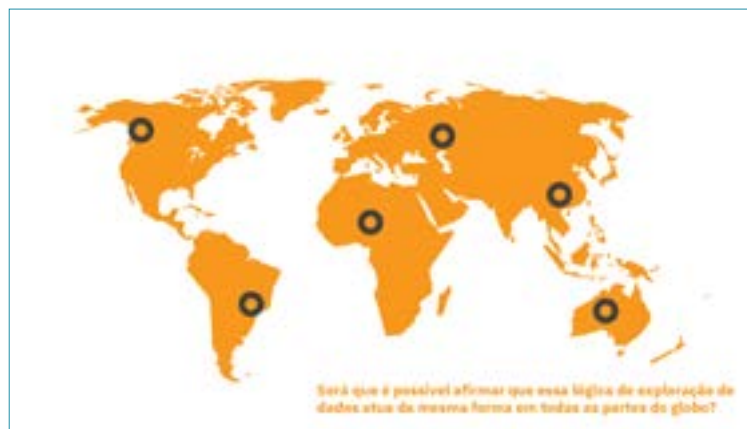 Será que é possível afirmar que essa lógica de exploração de
dados atua da mesma forma em todas as partes do globo?